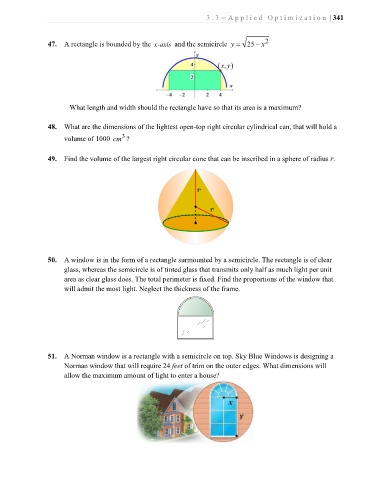 3.3 – Applied Optimization | 341
47. A rectangle is bounded by the x-axis and the semicircle y = √25 − x²
y
4 (x, y)
2
x
-4 -2 2 4
What length and width should the rectangle have so that its area is a maximum?
48. What are the dimensions of the lightest open-top right circular cylindrical can, that will hold a
volume of 1000 cm³ ?
49. Find the volume of the largest right circular cone that can be inscribed in a sphere of radius r.
r
r
50. A window is in the form of a rectangle surmounted by a semicircle. The rectangle is of clear
glass, whereas the semicircle is of tinted glass that transmits only half as much light per unit
area as clear glass does. The total perimeter is fixed. Find the proportions of the window that
will admit the most light. Neglect the thickness of the frame.
51. A Norman window is a rectangle with a semicircle on top. Sky Blue Windows is designing a
Norman window that will require 24 feet of trim on the outer edges. What dimensions will
allow the maximum amount of light to enter a house?
x
y